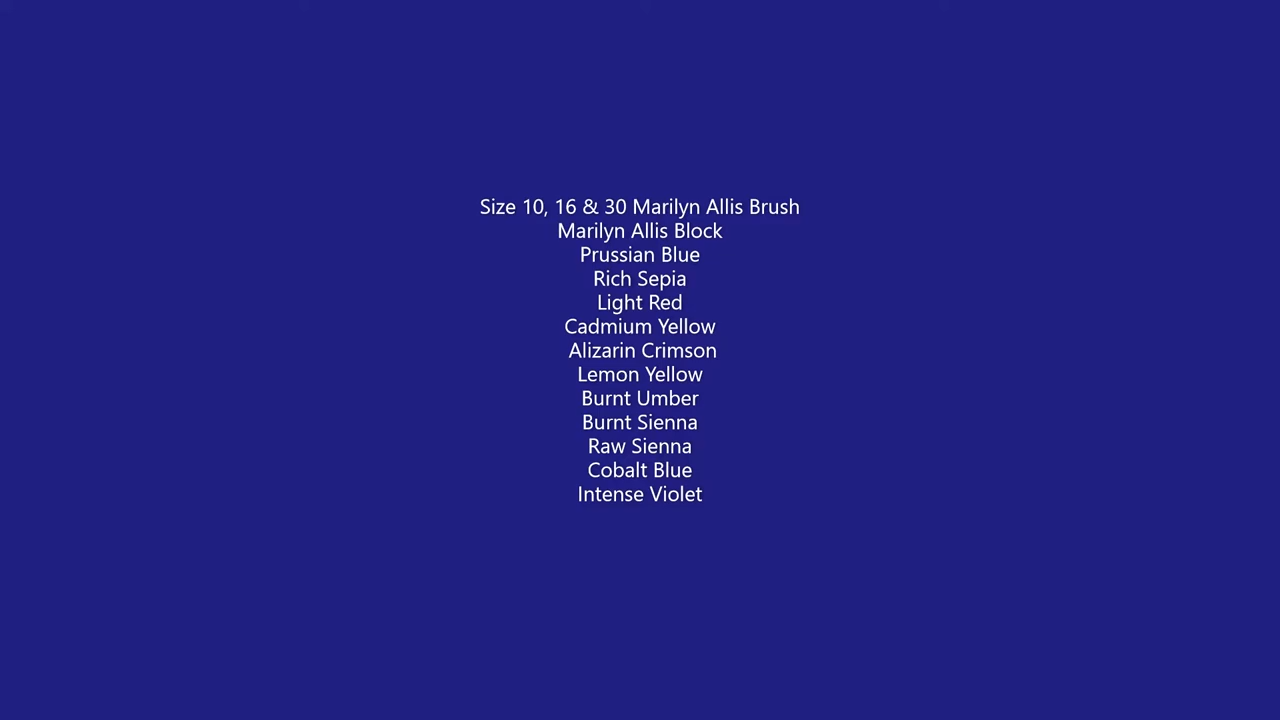 Size 10, 16 & 30 Marilyn Allis Brush
Marilyn Allis Block
Prussian Blue
Rich Sepia
Light Red
Cadmium Yellow
Alizarin Crimson
Lemon Yellow
Burnt Umber
Burnt Sienna
Raw Sienna
Cobalt Blue
Intense Violet